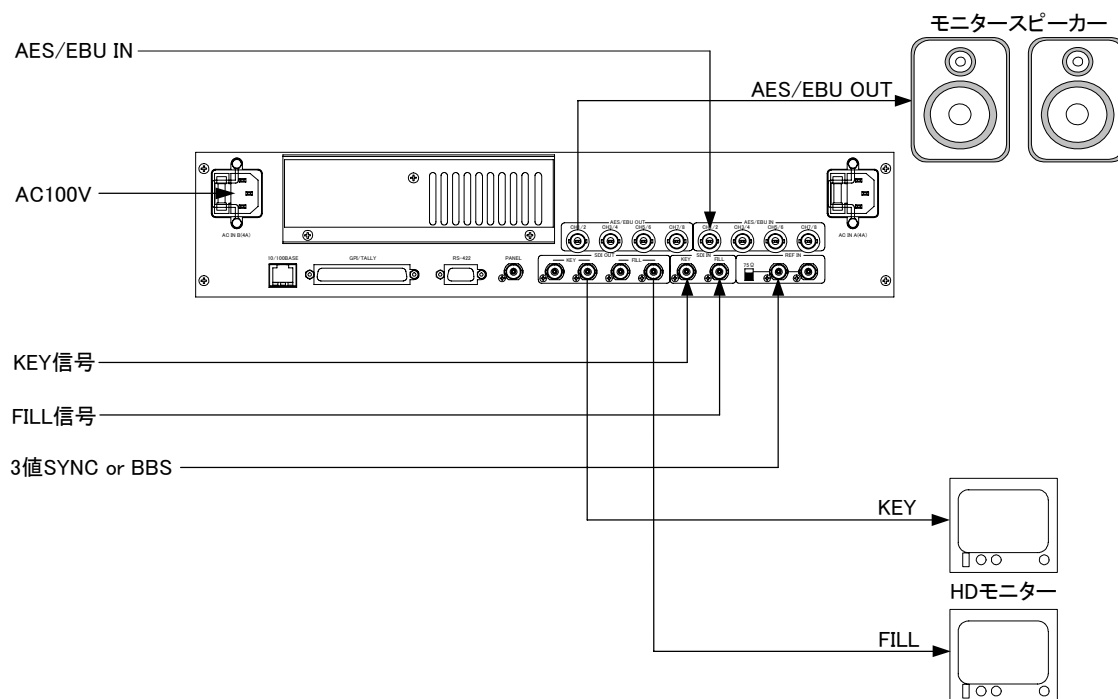 モニタースピーカー
AES/EBU IN
AES/EBU OUT
AC100V
AC IN B(4A)
AES/EBU OUT
CH1/2 CH3/4 CH5/6 CH7/8
AES/EBU IN
CH1/2 CH3/4 CH5/6 CH7/8
AC IN A(4A)
10/100BASE
GPI/TALLY
RS-422
PANEL
SDI OUT
KEY FILL
SDI IN
KEY FILL
75Ω
REF IN
KEY信号
FILL信号
3値SYNC or BBS
KEY
HDモニター
FILL